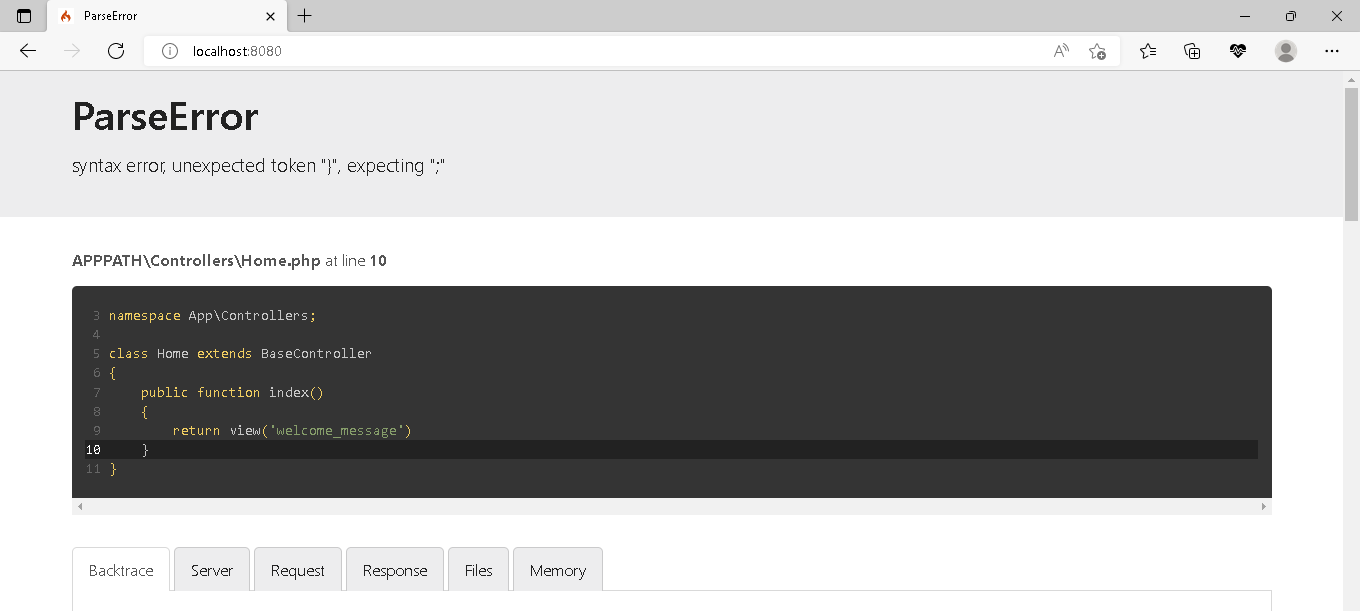 ParseError
localhost:8080
ParseError
syntax error, unexpected token "}", expecting ";"
APPPATH\Controllers\Home.php at line 10
3 namespace App\Controllers;
4
5 class Home extends BaseController
6 {
7     public function index()
8     {
9         return view('welcome_message')
10     }
11 }
Backtrace Server Request Response Files Memory